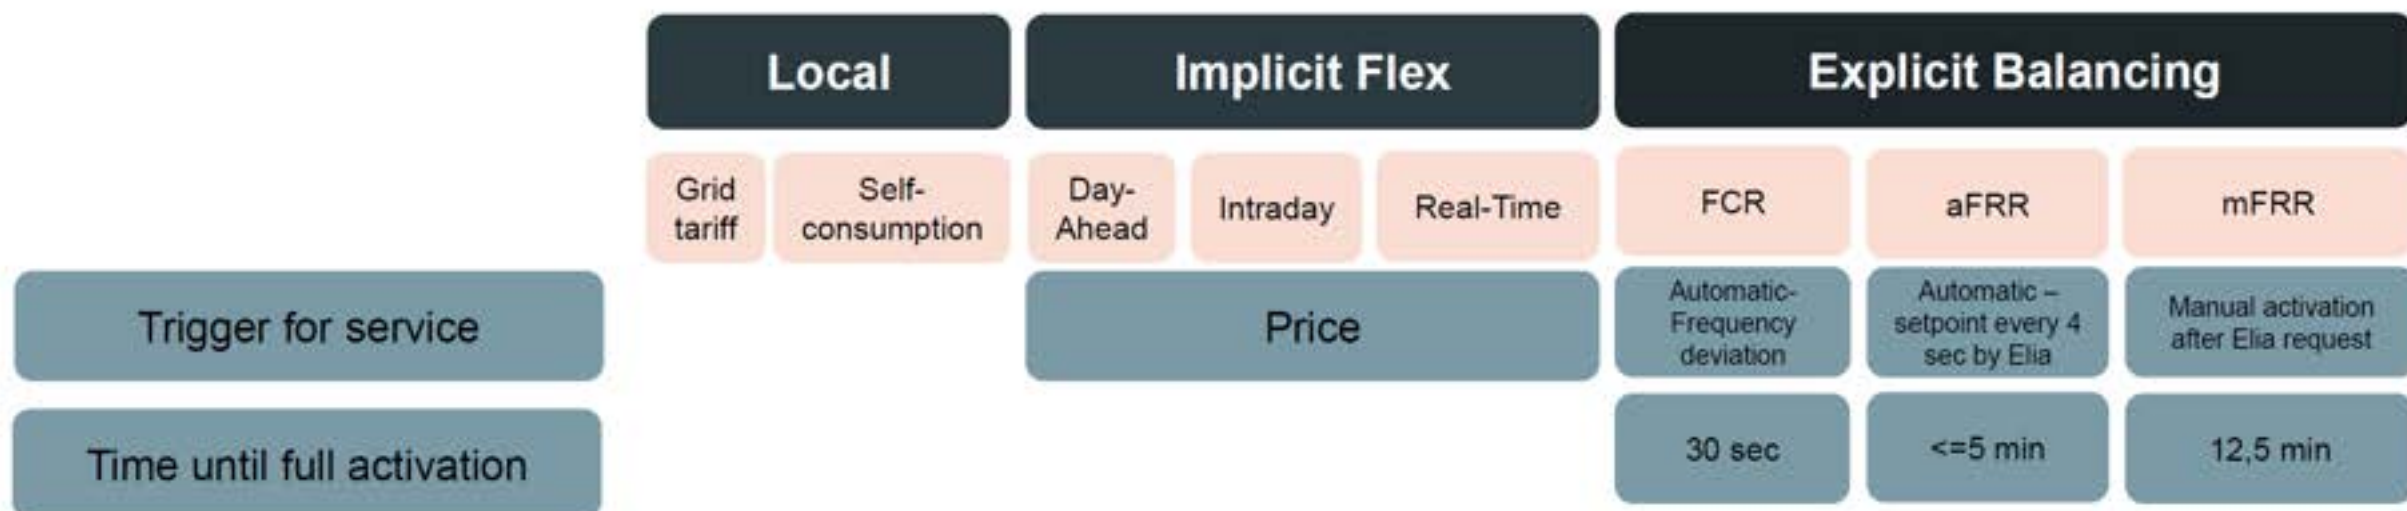 Local
Implicit Flex
Explicit Balancing
Grid
tariff
Self-
consumption
Day-
Ahead
Intraday
Real-Time
FCR
aFRR
mFRR
Trigger for service
Price
Automatic-
Frequency
deviation
Automatic –
setpoint every 4
sec by Elia
Manual activation
after Elia request
Time until full activation
30 sec
<=5 min
12,5 min